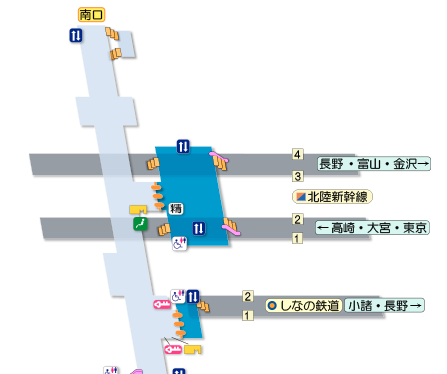 南口
4
長野・富山・金沢→
3
北陸新幹線
精
2
←高崎・大宮・東京
1
2
しなの鉄道 小諸・長野→
1